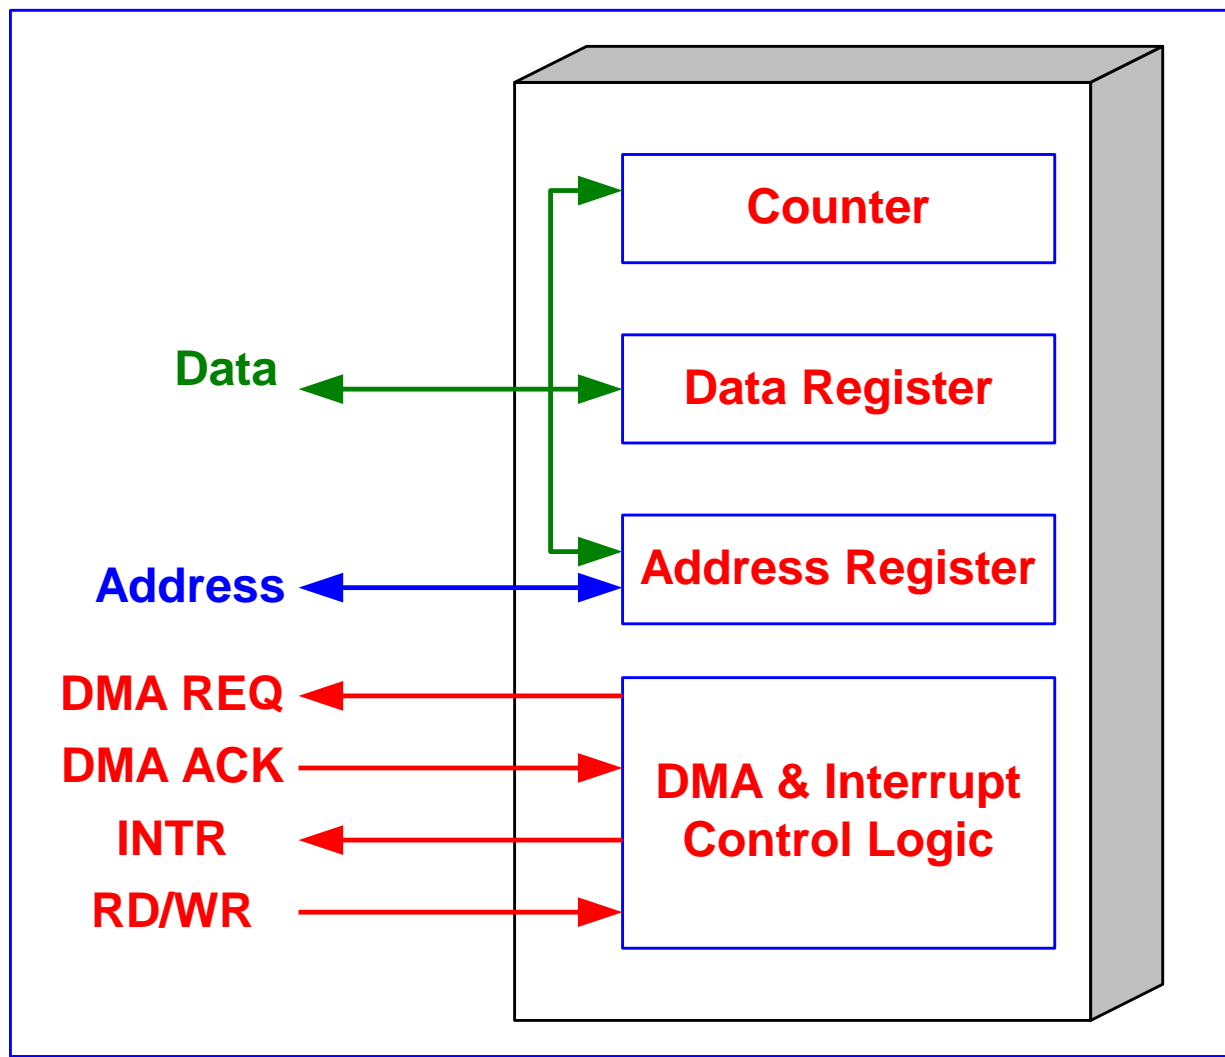 Counter
Data
Data Register
Address
Address Register
DMA REQ
DMA ACK
INTR
RD/WR
DMA & Interrupt
Control Logic